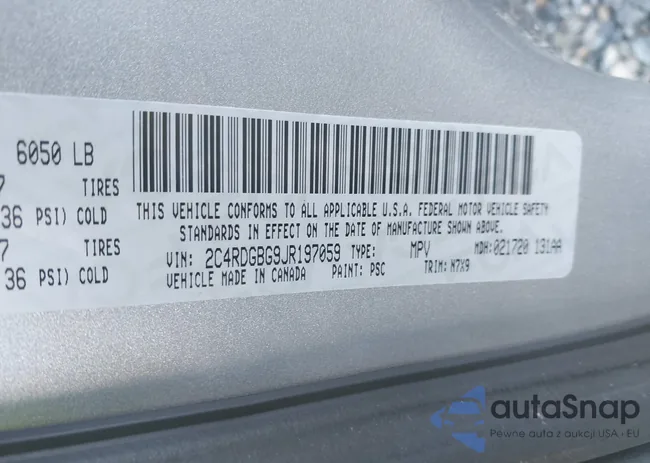 6050 LB
7 TIRES
36 PSI) COLD
7 TIRES
36 PSI) COLD
THIS VEHICLE CONFORMS TO ALL APPLICABLE U.S.A. FEDERAL MOTOR VEHICLE SAFETY
STANDARDS IN EFFECT ON THE DATE OF MANUFACTURE SHOWN ABOVE.
VIN: 2C4RDGBG9JR197059 TYPE: MPV MDH: 021720 131AA
VEHICLE MADE IN CANADA PAINT: PSC TRIM: N7X9
autaSnap
Pewne auta z aukcji USA - EU